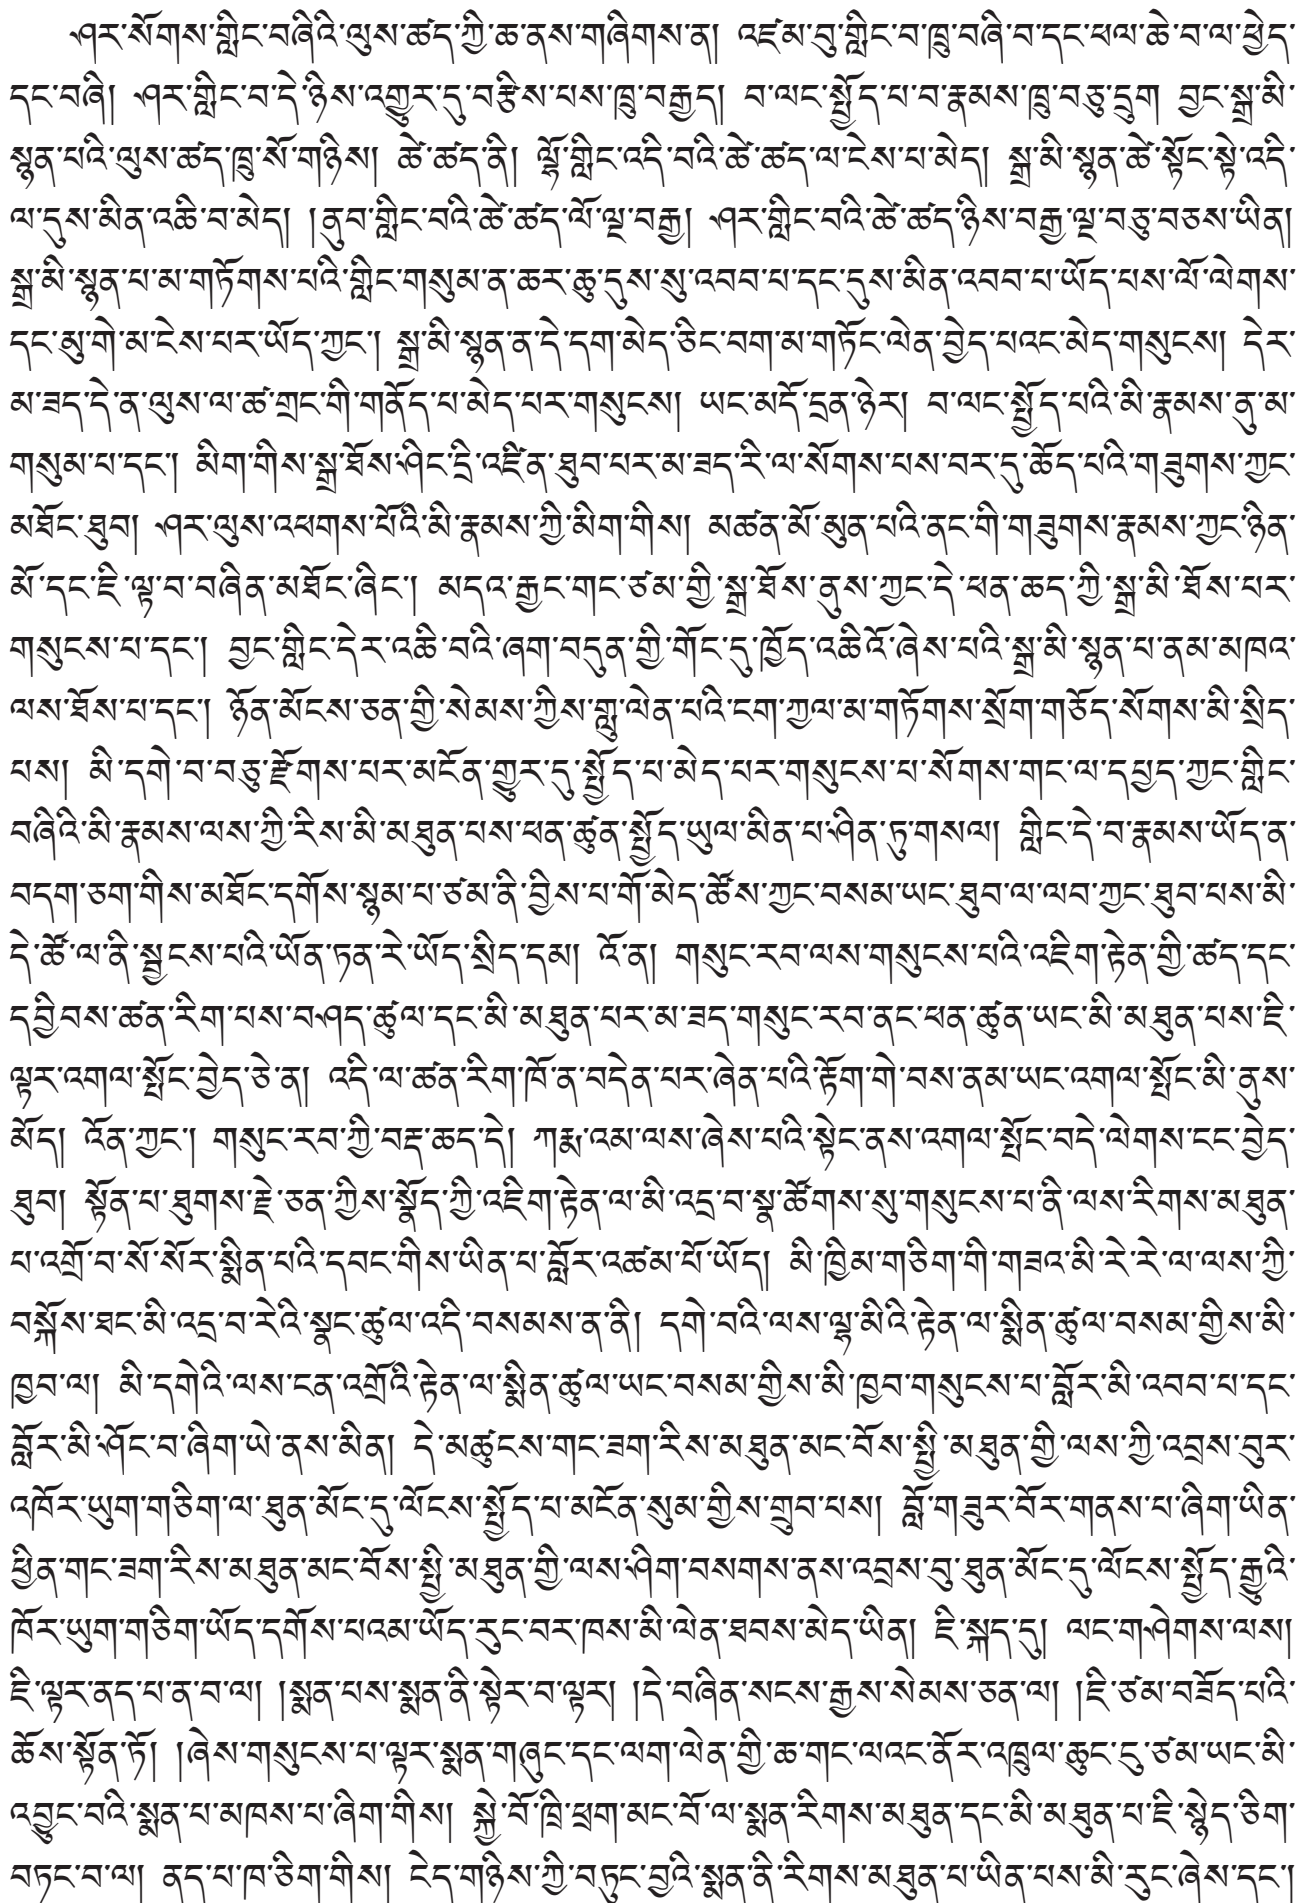 ཤར་སོགས་གླིང་བཞིའི་ལུས་ཚད་ཀྱི་ཆ་ནས་གཞིགས་ན། འཛམ་བུ་གླིང་བ་ཁྲུ་བཞི་བ་དང་ཕལ་ཆེ་བ་ལ་ཕྱེད་
དང་བཞི། ཤར་གླིང་བ་དེ་ཉིས་འགྱུར་དུ་བརྩིས་པས་ཁྲུ་བརྒྱད། བ་ལང་སྤྱོད་པ་བ་རྣམས་ཁྲུ་བཅུ་དྲུག བྱང་སྒྲ་མི་
སྙན་པའི་ལུས་ཚད་ཁྲུ་སོ་གཉིས། ཚེ་ཚད་ནི། ལྷོ་གླིང་འདི་བའི་ཚེ་ཚད་ལ་ངེས་པ་མེད། སྒྲ་མི་སྙན་ཚེ་སྟོང་སྟེ་འདི་
ལ་དུས་མིན་འཆི་བ་མེད། །ནུབ་གླིང་བའི་ཚེ་ཚད་ལོ་ལྔ་བརྒྱ། ཤར་གླིང་བའི་ཚེ་ཚད་ཉིས་བརྒྱ་ལྔ་བཅུ་བཅས་ཡིན།
སྒྲ་མི་སྙན་པ་མ་གཏོགས་པའི་གླིང་གསུམ་ན་ཆར་ཆུ་དུས་སུ་འབབ་པ་དང་དུས་མིན་འབབ་པ་ཡོད་པས་ལོ་ལེགས་
དང་མུ་གེ་མ་ངེས་པར་ཡོད་ཀྱང་། སྒྲ་མི་སྙན་ན་དེ་དག་མེད་ཅིང་བག་མ་གཏོང་ལེན་བྱེད་པའང་མེད་གསུངས། དེར་
མ་ཟད་དེ་ན་ལུས་ལ་ཚ་གྲང་གི་གནོད་པ་མེད་པར་གསུངས། ཡང་མདོ་དྲན་ཉེར། བ་ལང་སྤྱོད་པའི་མི་རྣམས་ནུ་མ་
གསུམ་པ་དང་། མིག་གིས་སྒྲ་ཐོས་ཤིང་དྲི་འཛིན་ཐུབ་པར་མ་ཟད་རི་ལ་སོགས་པས་བར་དུ་ཆོད་པའི་གཟུགས་ཀྱང་
མཐོང་ཐུབ། ཤར་ལུས་འཕགས་པོའི་མི་རྣམས་ཀྱི་མིག་གིས། མཚན་མོ་མུན་པའི་ནང་གི་གཟུགས་རྣམས་ཀྱང་ཉིན་
མོ་དང་ཇི་ལྟ་བ་བཞིན་མཐོང་ཞིང་། མདའ་རྒྱང་གང་ཙམ་གྱི་སྒྲ་ཐོས་ནུས་ཀྱང་དེ་ཕན་ཆད་ཀྱི་སྒྲ་མི་ཐོས་པར་
གསུངས་པ་དང་། བྱང་གླིང་དེར་འཆི་བའི་ཞག་བདུན་གྱི་གོང་དུ་ཁྱོད་འཆིའོ་ཞེས་པའི་སྒྲ་མི་སྙན་པ་ནམ་མཁའ་
ལས་ཐོས་པ་དང་། ཉོན་མོངས་ཅན་གྱི་སེམས་ཀྱིས་གླུ་ལེན་པའི་ངག་ཀྱལ་མ་གཏོགས་སྲོག་གཅོད་སོགས་མི་སྲིད་
པས། མི་དགེ་བ་བཅུ་རྫོགས་པར་མངོན་གྱུར་དུ་སྤྱོད་པ་མེད་པར་གསུངས་པ་སོགས་གང་ལ་དཔྱད་ཀྱང་གླིང་
བཞིའི་མི་རྣམས་ལས་ཀྱི་རིས་མི་མཐུན་པས་ཕན་ཚུན་སྤྱོད་ཡུལ་མིན་པ་ཤིན་ཏུ་གསལ། གླིང་དེ་བ་རྣམས་ཡོད་ན་
བདག་ཅག་གིས་མཐོང་དགོས་སྙམ་པ་ཙམ་ནི་བྱིས་པ་གོ་མེད་ཚོས་ཀྱང་བསམ་ཡང་ཐུབ་ལ་ལབ་ཀྱང་ཐུབ་པས་མི་
དེ་ཚོ་ལ་ནི་སྦྱངས་པའི་ཡོན་ཏན་རེ་ཡོད་སྲིད་དམ། འོ་ན། གསུང་རབ་ལས་གསུངས་པའི་འཇིག་རྟེན་གྱི་ཚད་དང་
དབྱིབས་ཚན་རིག་པས་བཤད་ཚུལ་དང་མི་མཐུན་པར་མ་ཟད་གསུང་རབ་ནང་ཕན་ཚུན་ཡང་མི་མཐུན་པས་ཇི་
ལྟར་འགལ་སྤོང་བྱེད་ཅེ་ན། འདི་ལ་ཚན་རིག་ཁོ་ན་བདེན་པར་ཞེན་པའི་རྟོག་གེ་བས་ནམ་ཡང་འགལ་སྤོང་མི་ནུས་
མོད། འོན་ཀྱང་། གསུང་རབ་ཀྱི་བརྡ་ཆད་དེ། ཀརྨ་འམ་ལས་ཞེས་པའི་སྟེང་ནས་འགལ་སྤོང་བདེ་ལེགས་ངང་བྱེད་
ཐུབ། སྟོན་པ་ཐུགས་རྗེ་ཅན་ཀྱིས་སྣོད་ཀྱི་འཇིག་རྟེན་ལ་མི་འདྲ་བ་སྣ་ཚོགས་སུ་གསུངས་པ་ནི་ལས་རིགས་མཐུན་
པ་འགྲོ་བ་སོ་སོར་སྨིན་པའི་དབང་གིས་ཡིན་པ་བློར་འཚམ་པོ་ཡོད། མི་ཁྱིམ་གཅིག་གི་གཟའ་མི་རེ་རེ་ལ་ལས་ཀྱི་
བསྐོས་ཐང་མི་འདྲ་བ་རེའི་སྣང་ཚུལ་འདི་བསམས་ན་ནི། དགེ་བའི་ལས་ལྷ་མིའི་རྟེན་ལ་སྨིན་ཚུལ་བསམ་གྱིས་མི་
ཁྱབ་ལ། མི་དགེའི་ལས་ངན་འགྲོའི་རྟེན་ལ་སྨིན་ཚུལ་ཡང་བསམ་གྱིས་མི་ཁྱབ་གསུངས་པ་བློར་མི་འབབ་པ་དང་
བློར་མི་ཤོང་བ་ཞིག་ཡེ་ནས་མིན། དེ་མཚུངས་གང་ཟག་རིས་མཐུན་མང་བོས་སྤྱི་མཐུན་གྱི་ལས་ཀྱི་འབྲས་བུར་
འཁོར་ཡུག་གཅིག་ལ་ཐུན་མོང་དུ་ལོངས་སྤྱོད་པ་མངོན་སུམ་གྱིས་གྲུབ་པས། བློ་གཟུར་བོར་གནས་པ་ཞིག་ཡིན་
ཕྱིན་གང་ཟག་རིས་མཐུན་མང་བོས་སྤྱི་མཐུན་གྱི་ལས་ཤིག་བསགས་ནས་འབྲས་བུ་ཐུན་མོང་དུ་ལོངས་སྤྱོད་རྒྱུའི་
ཁོར་ཡུག་གཅིག་ཡོད་དགོས་པའམ་ཡོད་རུང་བར་ཁས་མི་ལེན་ཐབས་མེད་ཡིན། ཇི་སྐད་དུ། ལང་གཤེགས་ལས།
ཇི་ལྟར་ནད་པ་ན་བ་ལ། །སྨན་པས་སྨན་ནི་སྟེར་བ་ལྟར། །དེ་བཞིན་སངས་རྒྱས་སེམས་ཅན་ལ། །ཇི་ཙམ་བཟོད་པའི་
ཆོས་སྟོན་ཏོ། །ཞེས་གསུངས་པ་ལྟར་སྨན་གཞུང་དང་ལག་ལེན་གྱི་ཆ་གང་ལའང་ནོར་འཁྲུལ་ཆུང་ངུ་ཙམ་ཡང་མི་
འབྱུང་བའི་སྨན་པ་མཁས་པ་ཞིག་གིས། སྐྱེ་བོ་ཁྲི་ཕྲག་མང་བོ་ལ་སྨན་རིགས་མཐུན་དང་མི་མཐུན་པ་ཇི་སྙེད་ཅིག་
བཏང་བ་ལ། ནད་པ་ཁ་ཅིག་གིས། ངེད་གཉིས་ཀྱི་བཏུང་བྱའི་སྨན་ནི་རིགས་མཐུན་པ་ཡིན་པས་མི་རུང་ཞེས་དང་།